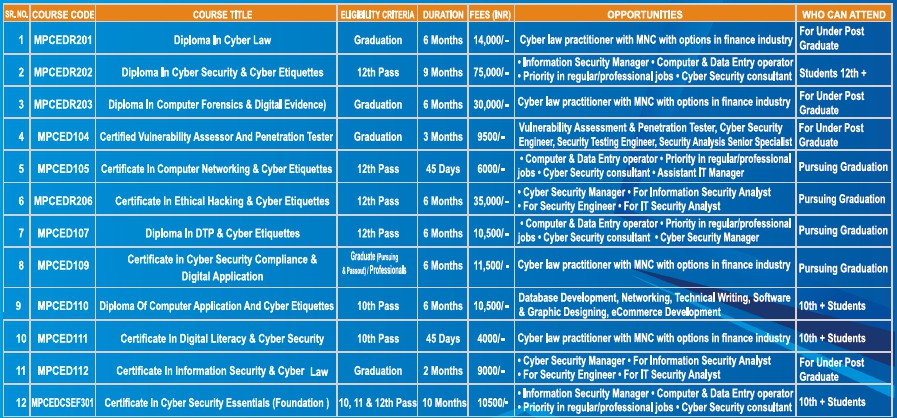 SR. NO. COURSE CODE COURSE TITLE ELIGIBILITY CRITERIA DURATION FEES (INR) OPPORTUNITIES WHO CAN ATTEND
1 MPCEDR201 Diploma In Cyber Law Graduation 6 Months 14,000/- Cyber law practitioner with MNC with options in finance industry For Under Post
Graduate
2 MPCEDR202 Diploma In Cyber Security & Cyber Etiquettes 12th Pass 9 Months 75,000/- • Information Security Manager • Computer & Data Entry operator
• Priority in regular/professional jobs • Cyber Security consultant Students 12th +
3 MPCEDR203 Diploma In Computer Forensics & Digital Evidence) Graduation 6 Months 30,000/- Cyber law practitioner with MNC with options in finance industry For Under Post
Graduate
4 MPCED104 Certified Vulnerability Assessor And Penetration Tester Graduation 3 Months 9500/- Vulnerability Assessment & Penetration Tester, Cyber Security
Engineer, Security Testing Engineer, Security Analysis Senior Specialist For Under Post
Graduate
5 MPCED105 Certificate In Computer Networking & Cyber Etiquettes 12th Pass 45 Days 6000/- • Computer & Data Entry operator • Priority in regular/professional
jobs • Cyber Security consultant • Assistant IT Manager Pursuing Graduation
6 MPCEDR206 Certificate In Ethical Hacking & Cyber Etiquettes 12th Pass 6 Months 35,000/- • Cyber Security Manager • For Information Security Analyst
• For Security Engineer • For IT Security Analyst Pursuing Graduation
7 MPCED107 Diploma In DTP & Cyber Etiquettes 12th Pass 6 Months 10,500/- • Computer & Data Entry operator • Priority in regular/professional
jobs • Cyber Security consultant • Cyber Security Manager Pursuing Graduation
8 MPCED109 Certificate in Cyber Security Compliance &
Digital Application Graduate (Pursuing
& Passout) / Professionals 6 Months 11,500/- Cyber law practitioner with MNC with options in finance industry Pursuing Graduation
9 MPCED110 Diploma Of Computer Application And Cyber Etiquettes 10th Pass 6 Months 10,500/- Database Development, Networking, Technical Writing, Software
& Graphic Designing, eCommerce Development 10th + Students
10 MPCED111 Certificate In Digital Literacy & Cyber Security 10th Pass 45 Days 4000/- Cyber law practitioner with MNC with options in finance industry 10th + Students
11 MPCED112 Certificate In Information Security & Cyber Law Graduation 2 Months 9000/- • Cyber Security Manager • For Information Security Analyst
• For Security Engineer • For IT Security Analyst For Under Post
Graduate
12 MPCEDCSEF301 Certificate In Cyber Security Essentials (Foundation ) 10, 11 & 12th Pass 10 Months 10500/- • Information Security Manager • Computer & Data Entry operator
• Priority in regular/professional jobs • Cyber Security consultant 10th + Students